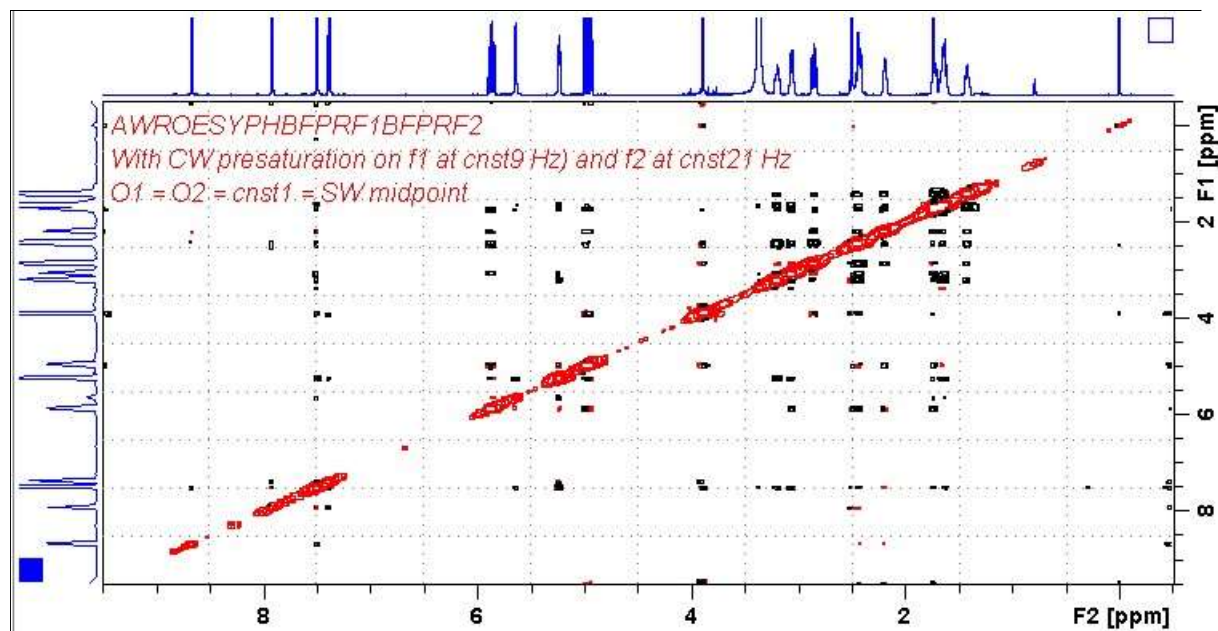 AWROESYPHBFPRF1BFPRF2
With CW presaturation on f1 at cnst9 Hz) and f2 at cnst21 Hz
O1 = O2 = cnst1 = SW midpoint
F1 [ppm]
2
4
6
8
8
6
4
2
F2 [ppm]